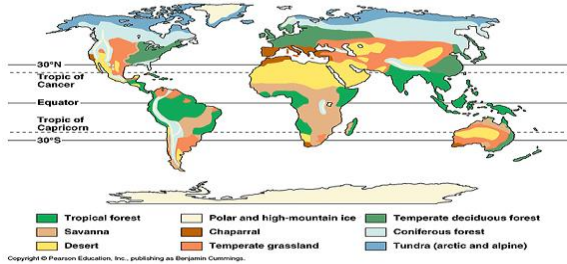 30°N
Tropic of
Cancer
Equator
Tropic of
Capricorn
30°S
Tropical forest
Savanna
Desert
Polar and high-mountain ice
Chaparral
Temperate grassland
Temperate deciduous forest
Coniferous forest
Tundra (arctic and alpine)
Copyright © Pearson Education, Inc., publishing as Benjamin Cummings.